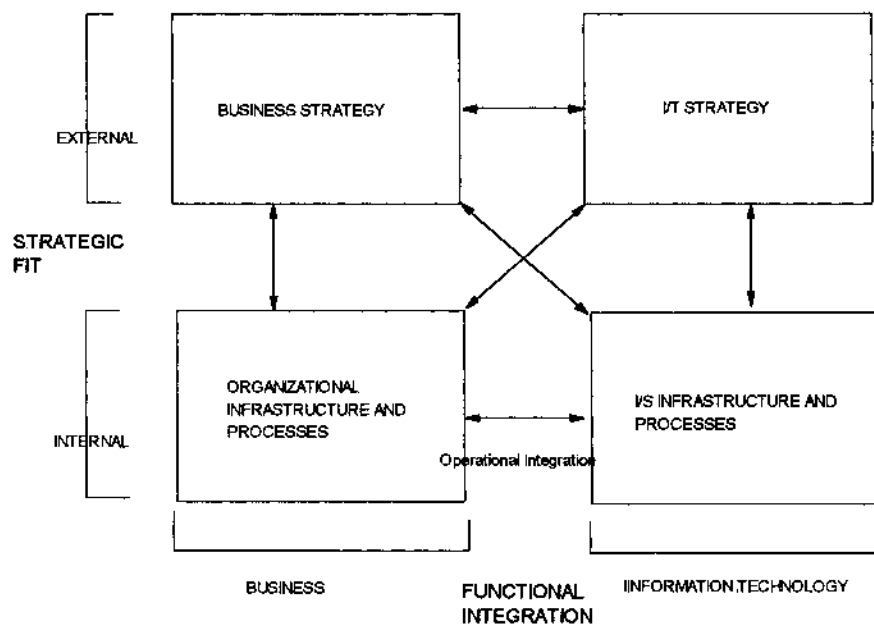 BUSINESS STRATEGY
I/T STRATEGY
EXTERNAL
STRATEGIC
FIT
ORGANIZATIONAL
INFRASTRUCTURE AND
PROCESSES
I/S INFRASTRUCTURE AND
PROCESSES
INTERNAL
Operational Integration
BUSINESS
FUNCTIONAL
INTEGRATION
IINFORMATION.TECHNOLOGY